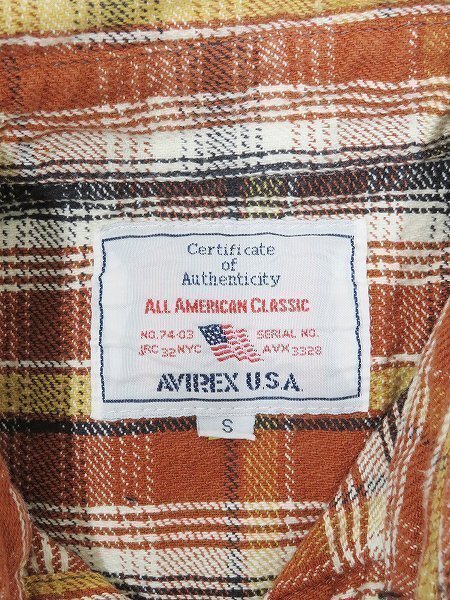 Certificate
of
Authenticity
ALL AMERICAN CLASSIC
NO. 74-03 SERIAL NO.
JRC 32 NYC AVX 3328
AVIREX U.S.A.
S